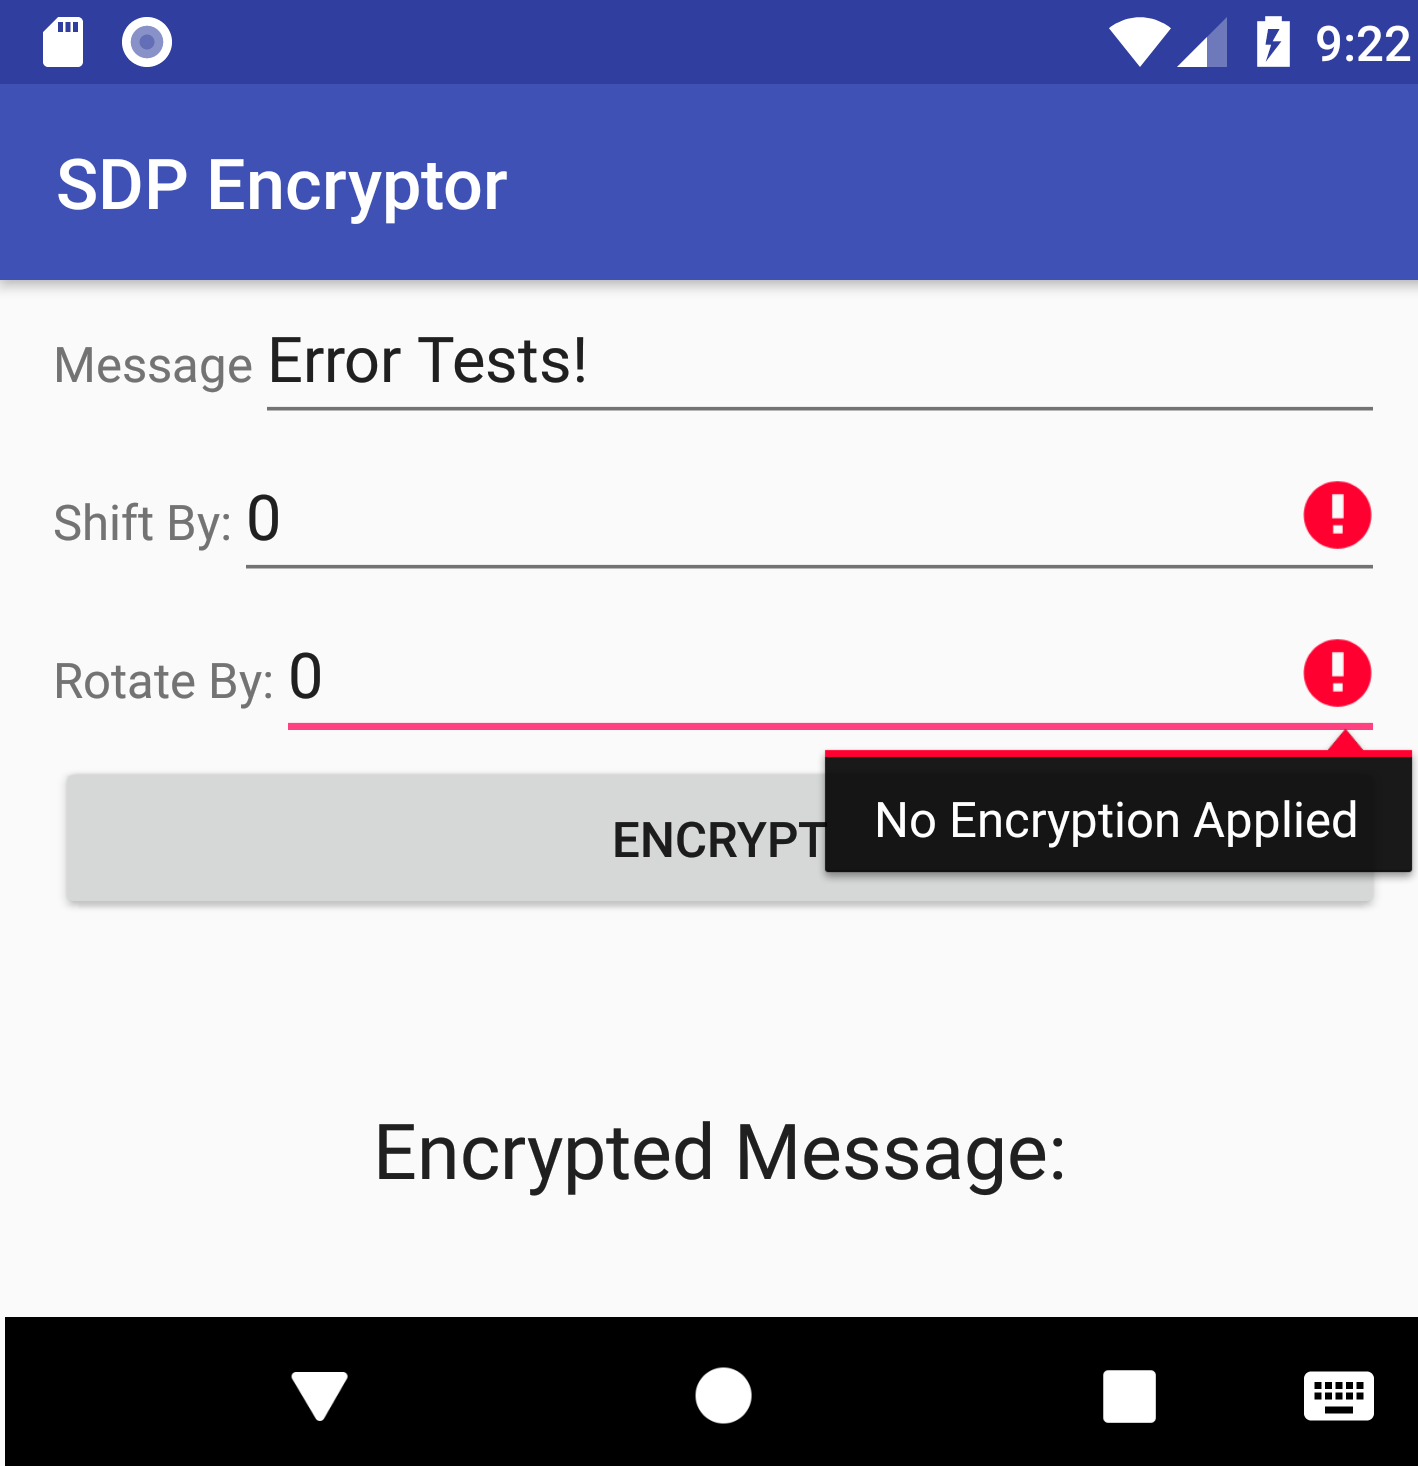 9:22
SDP Encryptor
Message Error Tests!
Shift By: 0
Rotate By: 0
ENCRYPT
No Encryption Applied
Encrypted Message: